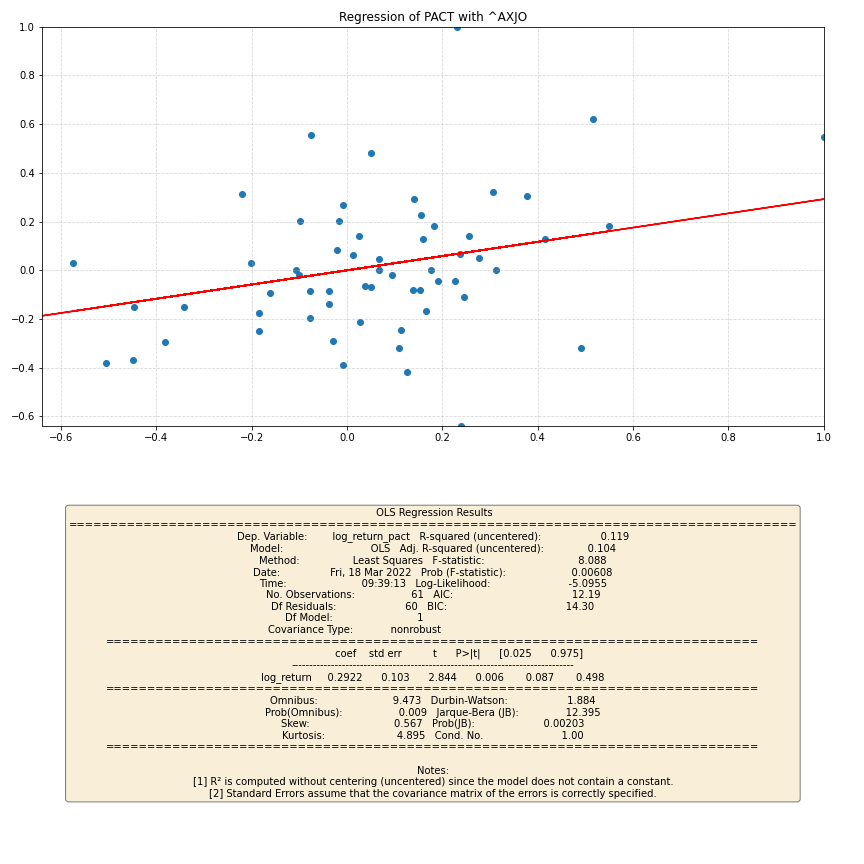 Regression of PACT with ^AXJO
1.0
0.8
0.6
0.4
0.2
0.0
−0.2
−0.4
−0.6
−0.6 −0.4 −0.2 0.0 0.2 0.4 0.6 0.8 1.0
OLS Regression Results
==============================================================================
Dep. Variable: log_return_pact R-squared (uncentered): 0.119
Model: OLS Adj. R-squared (uncentered): 0.104
Method: Least Squares F-statistic: 8.088
Date: Fri, 18 Mar 2022 Prob (F-statistic): 0.00608
Time: 09:39:13 Log-Likelihood: -5.0955
No. Observations: 61 AIC: 12.19
Df Residuals: 60 BIC: 14.30
Df Model: 1
Covariance Type: nonrobust
==============================================================================
coef std err t P>|t| [0.025 0.975]
------------------------------------------------------------------------------
log_return 0.2922 0.103 2.844 0.006 0.087 0.498
==============================================================================
Omnibus: 9.473 Durbin-Watson: 1.884
Prob(Omnibus): 0.009 Jarque-Bera (JB): 12.395
Skew: 0.567 Prob(JB): 0.00203
Kurtosis: 4.895 Cond. No. 1.00
==============================================================================
Notes:
[1] R² is computed without centering (uncentered) since the model does not contain a constant.
[2] Standard Errors assume that the covariance matrix of the errors is correctly specified.